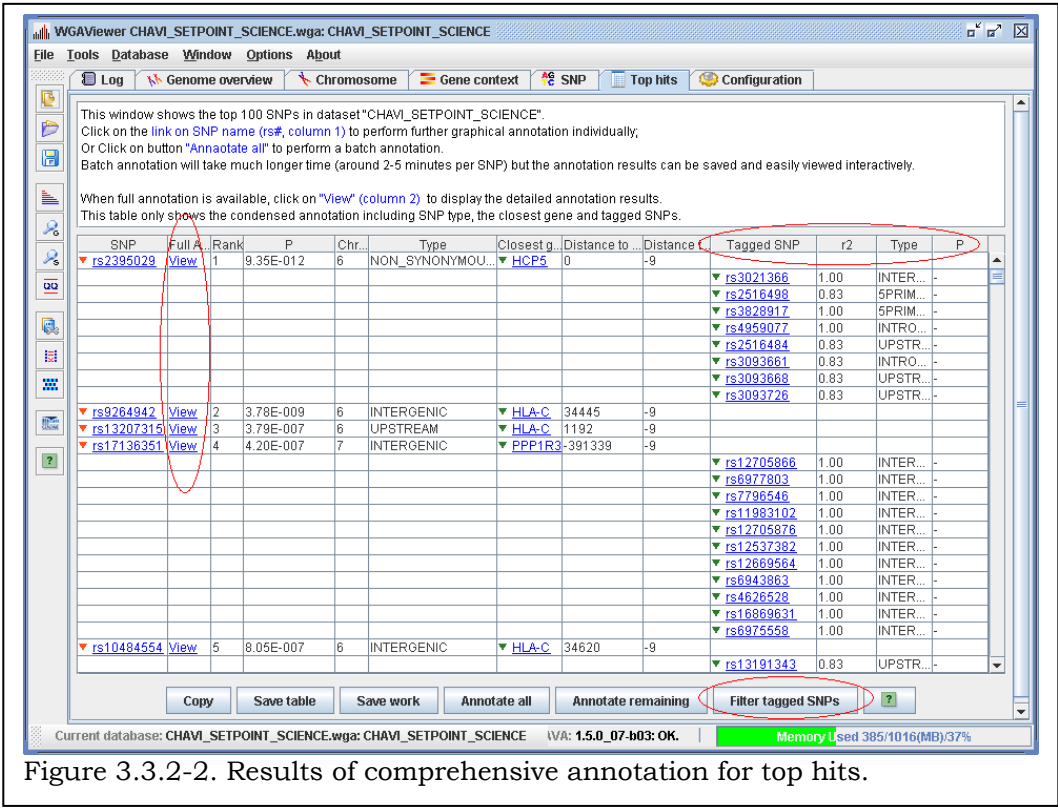 WGAViewer CHAVI_SETPOINT_SCIENCE.wga: CHAVI_SETPOINT_SCIENCE
File Tools Database Window Options About
Log Genome overview Chromosome Gene context SNP Top hits Configuration
This window shows the top 100 SNPs in dataset "CHAVI_SETPOINT_SCIENCE".
Click on the link on SNP name (rs#, column 1) to perform further graphical annotation individually;
Or Click on button "Annaotate all" to perform a batch annotation.
Batch annotation will take much longer time (around 2-5 minutes per SNP) but the annotation results can be saved and easily viewed interactively.
When full annotation is available, click on "View" (column 2) to display the detailed annotation results.
This table only shows the condensed annotation including SNP type, the closest gene and tagged SNPs.
SNP Full A... Rank P Chr... Type Closest g... Distance to ... Distance t... Tagged SNP r2 Type P
rs2395029 View 1 9.35E-012 6 NON_SYNONYMOU... HCP5 0 -9
rs3021366 1.00 INTER... -
rs2516498 0.83 5PRIM... -
rs3828917 1.00 5PRIM... -
rs4959077 1.00 INTRO... -
rs2516484 0.83 UPSTR... -
rs3093661 0.83 INTRO... -
rs3093668 0.83 UPSTR... -
rs3093726 0.83 UPSTR... -
rs9264942 View 2 3.78E-009 6 INTERGENIC HLA-C 34445 -9
rs13207315 View 3 3.79E-007 6 UPSTREAM HLA-C 1192 -9
rs17136351 View 4 4.20E-007 7 INTERGENIC PPP1R3 -391339 -9
rs12705866 1.00 INTER... -
rs6977803 1.00 INTER... -
rs7796546 1.00 INTER... -
rs11983102 1.00 INTER... -
rs12705876 1.00 INTER... -
rs12537382 1.00 INTER... -
rs12669564 1.00 INTER... -
rs6943863 1.00 INTER... -
rs4626528 1.00 INTER... -
rs16869631 1.00 INTER... -
rs6975558 1.00 INTER... -
rs10484554 View 5 8.05E-007 6 INTERGENIC HLA-C 34620 -9
rs13191343 0.83 UPSTR... -
Copy Save table Save work Annotate all Annotate remaining Filter tagged SNPs ?
Current database: CHAVI_SETPOINT_SCIENCE.wga: CHAVI_SETPOINT_SCIENCE \VA: 1.5.0_07-b03: OK. Memory Used 385/1016(MB)/37%
Figure 3.3.2-2. Results of comprehensive annotation for top hits.